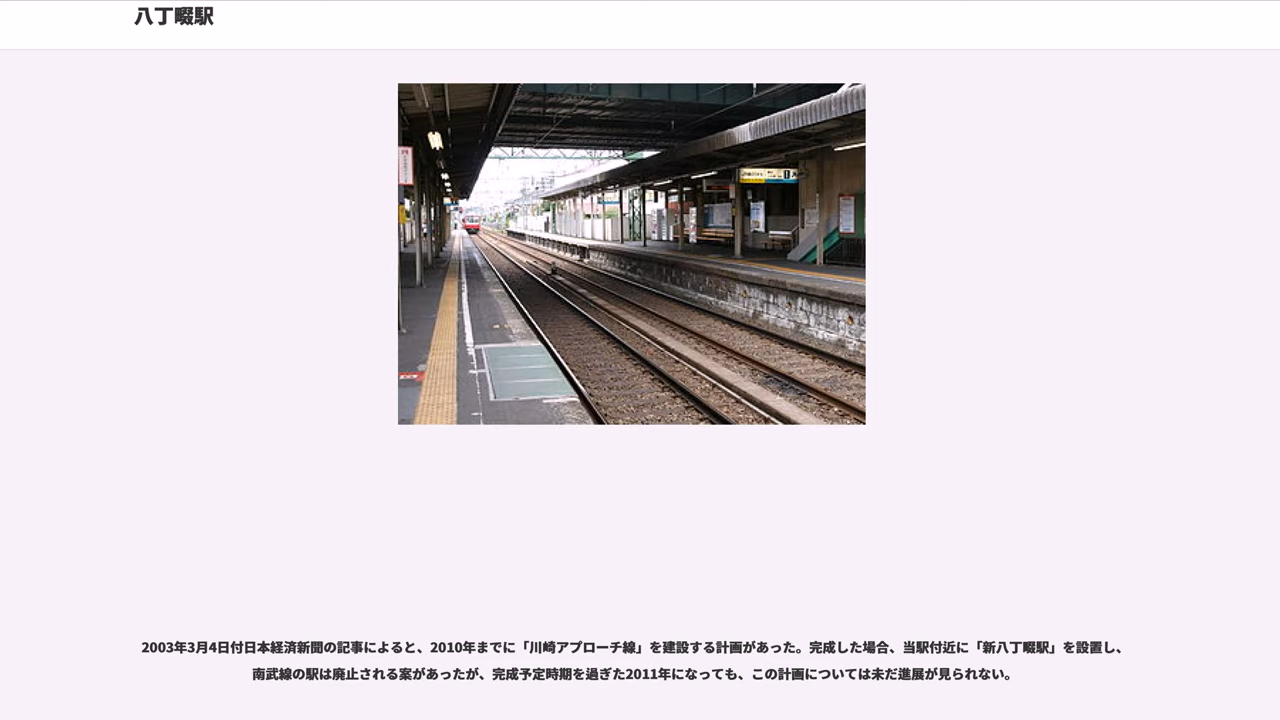 八丁畷駅
2003年3月4日付日本経済新聞の記事によると、2010年までに「川崎アプローチ線」を建設する計画があった。完成した場合、当駅付近に「新八丁畷駅」を設置し、
南武線の駅は廃止される案があったが、完成予定時期を過ぎた2011年になっても、この計画については未だ進展が見られない。